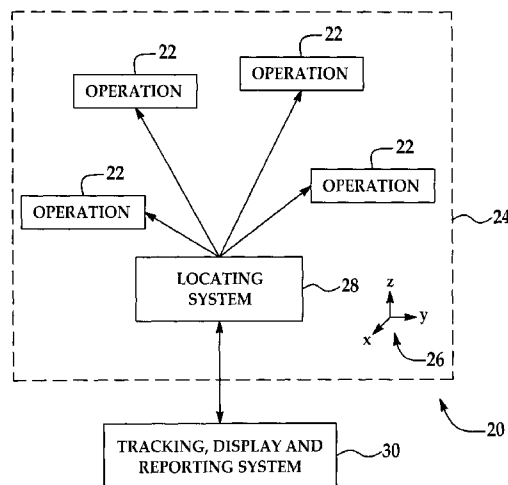 22
22
OPERATION
OPERATION
22
22
OPERATION
OPERATION
24
LOCATING
SYSTEM
28
z
y
x
26
20
TRACKING, DISPLAY AND
REPORTING SYSTEM
30